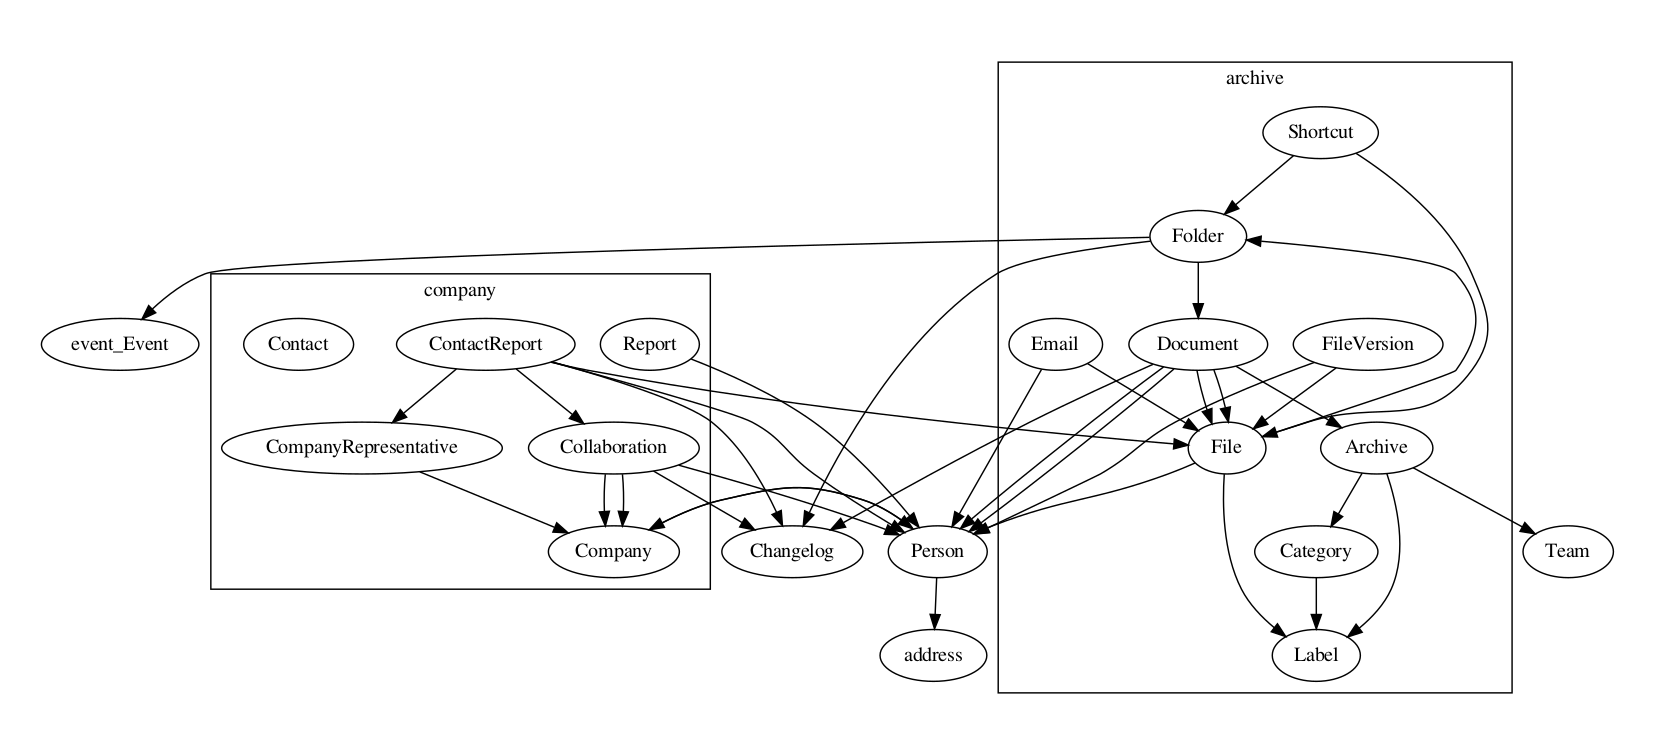 archive
Shortcut
Folder
company
event_Event
Contact
ContactReport
Report
Email
Document
FileVersion
CompanyRepresentative
Collaboration
File
Archive
Company
Changelog
Person
Category
Team
address
Label